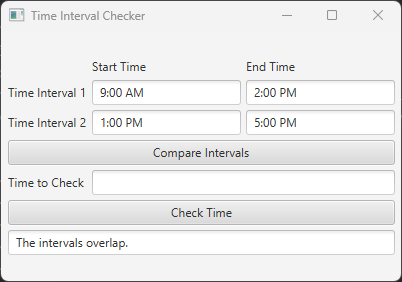 Time Interval Checker
Start Time End Time
Time Interval 1 9:00 AM 2:00 PM
Time Interval 2 1:00 PM 5:00 PM
Compare Intervals
Time to Check
Check Time
The intervals overlap.